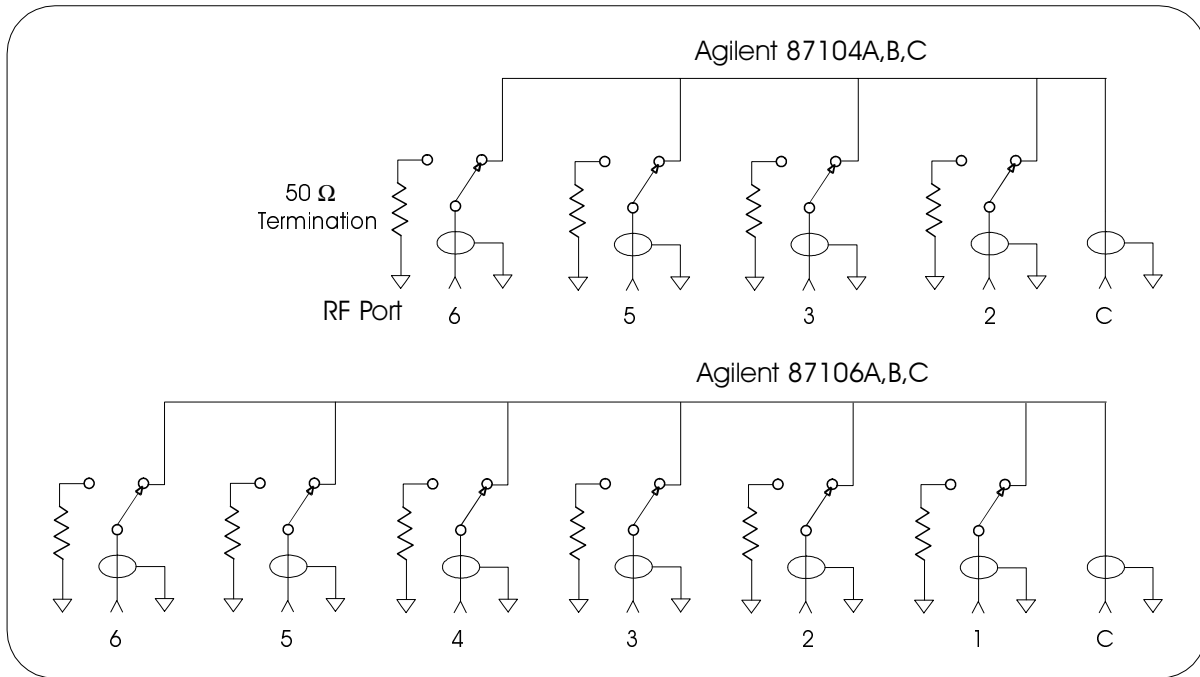 Agilent 87104A,B,C
50 Ω
Termination
RF Port 6 5 3 2 C
Agilent 87106A,B,C
6 5 4 3 2 1 C